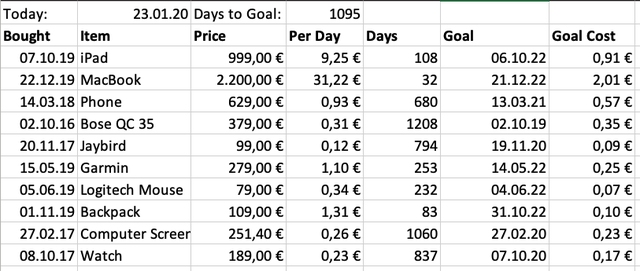 Today: 23.01.20 Days to Goal: 1095
Bought Item Price Per Day Days Goal Goal Cost
07.10.19 iPad 999,00 € 9,25 € 108 06.10.22 0,91 €
22.12.19 MacBook 2.200,00 € 31,22 € 32 21.12.22 2,01 €
14.03.18 Phone 629,00 € 0,93 € 680 13.03.21 0,57 €
02.10.16 Bose QC 35 379,00 € 0,31 € 1208 02.10.19 0,35 €
20.11.17 Jaybird 99,00 € 0,12 € 794 19.11.20 0,09 €
15.05.19 Garmin 279,00 € 1,10 € 253 14.05.22 0,25 €
05.06.19 Logitech Mouse 79,00 € 0,34 € 232 04.06.22 0,07 €
01.11.19 Backpack 109,00 € 1,31 € 83 31.10.22 0,10 €
27.02.17 Computer Screer 251,40 € 0,26 € 1060 27.02.20 0,23 €
08.10.17 Watch 189,00 € 0,23 € 837 07.10.20 0,17 €